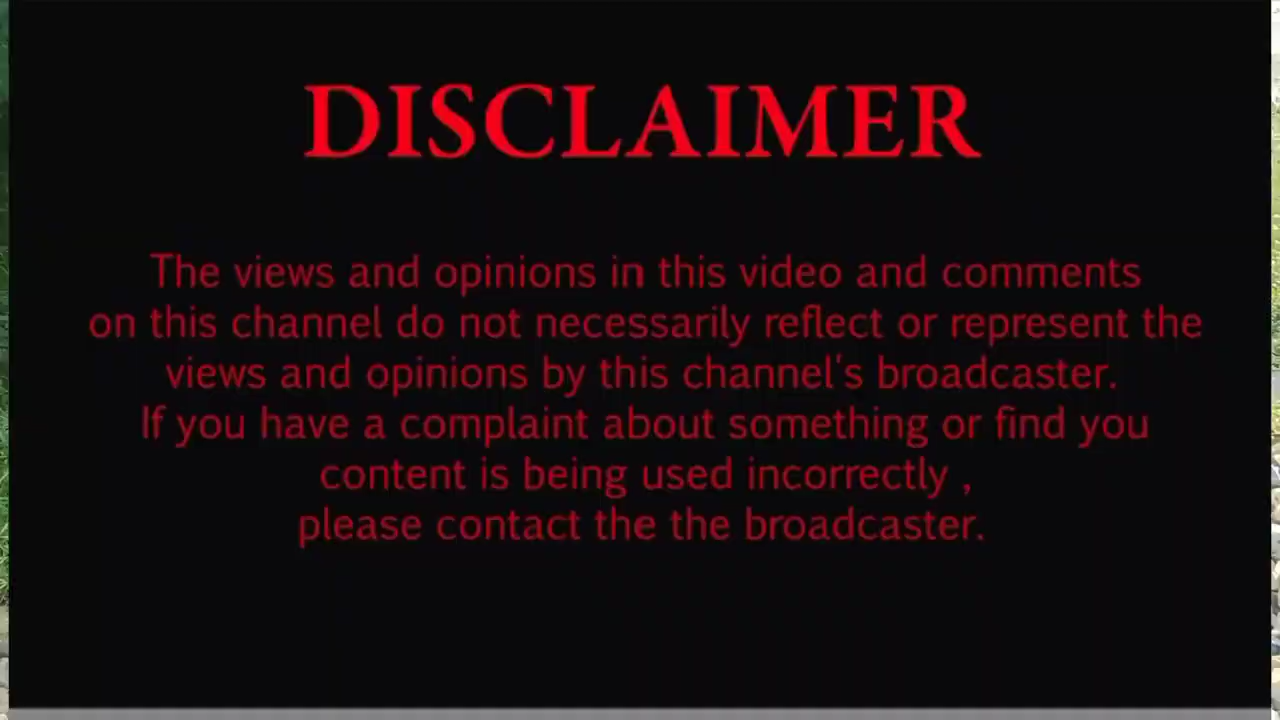 DISCLAIMER
The views and opinions in this video and comments
on this channel do not necessarily reflect or represent the
views and opinions by this channel's broadcaster.
If you have a complaint about something or find you
content is being used incorrectly ,
please contact the the broadcaster.